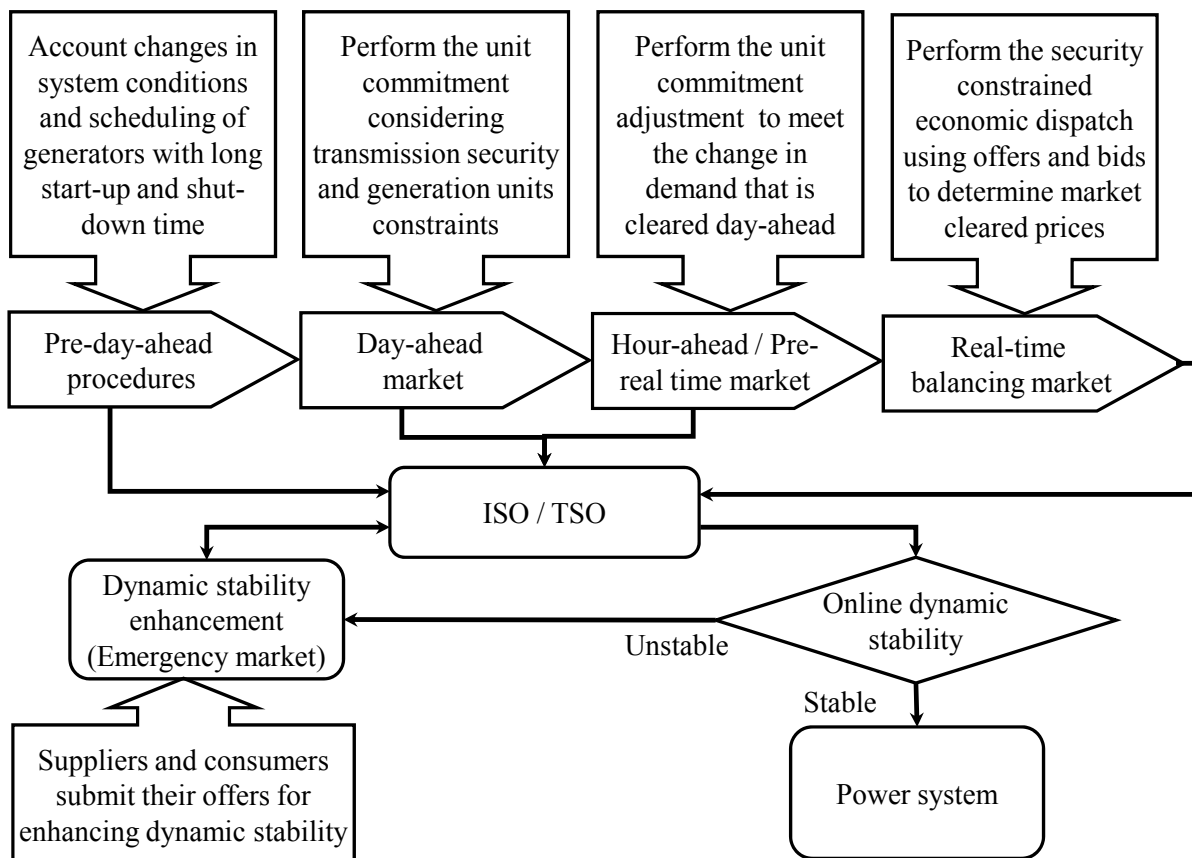 Account changes in
system conditions
and scheduling of
generators with long
start-up and shut-
down time
Perform the unit
commitment
considering
transmission security
and generation units
constraints
Perform the unit
commitment
adjustment to meet
the change in
demand that is
cleared day-ahead
Perform the security
constrained
economic dispatch
using offers and bids
to determine market
cleared prices
Pre-day-ahead
procedures
Day-ahead
market
Hour-ahead / Pre-
real time market
Real-time
balancing market
ISO / TSO
Dynamic stability
enhancement
(Emergency market)
Unstable
Online dynamic
stability
Stable
Suppliers and consumers
submit their offers for
enhancing dynamic stability
Power system